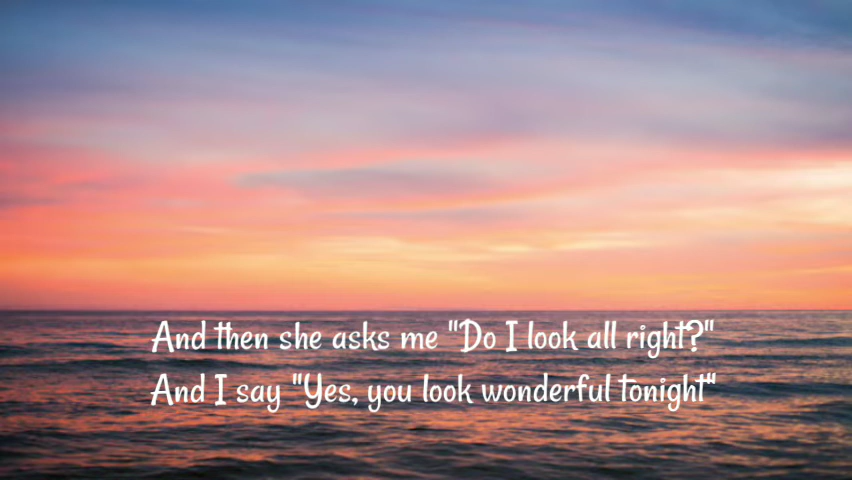 And then she asks me "Do I look all right?"
And I say "Yes, you look wonderful tonight"